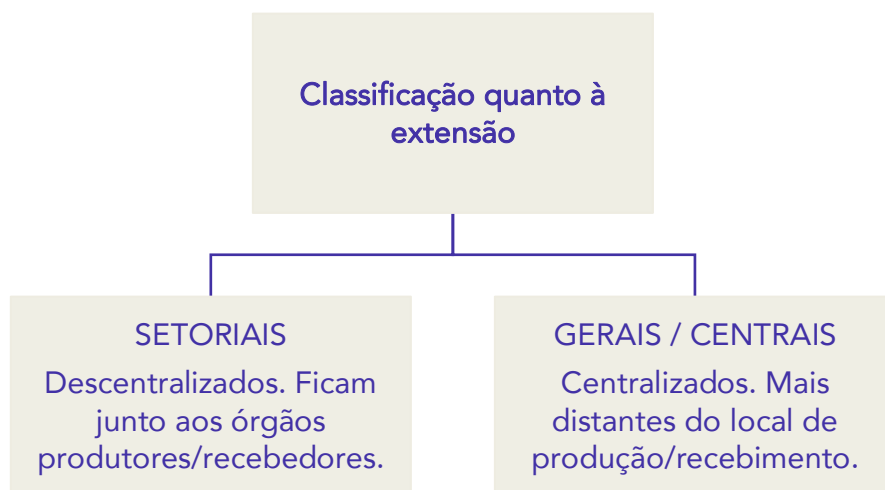 Classificação quanto à
extensão
SETORIAIS
Descentralizados. Ficam
junto aos órgãos
produtores/recebedores.
GERAIS / CENTRAIS
Centralizados. Mais
distantes do local de
produção/recebimento.